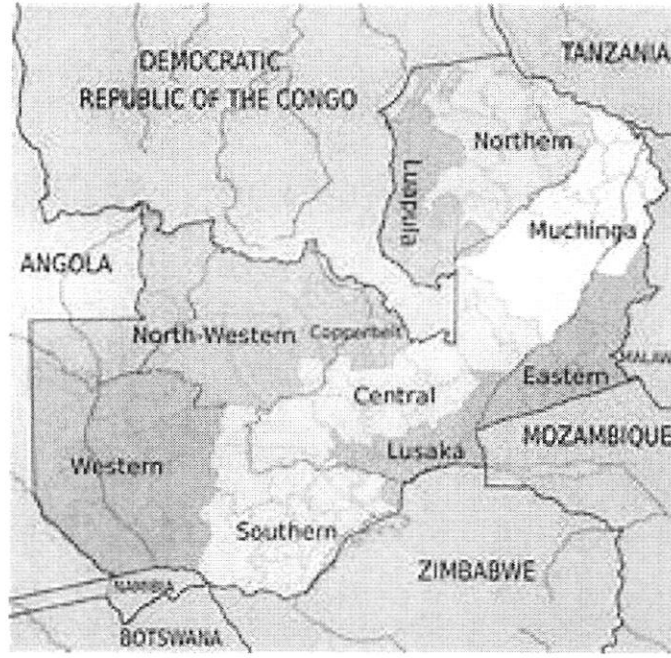 DEMOCRATIC
REPUBLIC OF THE CONGO
TANZANIA
Northern
Luapula
Muchinga
ANGOLA
North-Western
Copperbelt
MALAW
Eastern
Central
MOZAMBIQUE
Lusaka
Western
Southern
ZIMBABWE
NAMIBIA
BOTSWANA